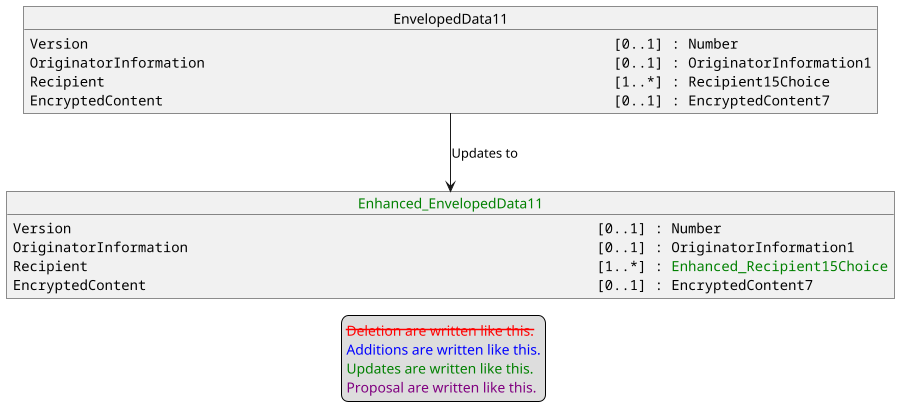 EnvelopedData11
Version [0..1] : Number
OriginatorInformation [0..1] : OriginatorInformation1
Recipient [1..*] : Recipient15Choice
EncryptedContent [0..1] : EncryptedContent7
Updates to
Enhanced_EnvelopedData11
Version [0..1] : Number
OriginatorInformation [0..1] : OriginatorInformation1
Recipient [1..*] : Enhanced_Recipient15Choice
EncryptedContent [0..1] : EncryptedContent7
Deletion are written like this.
Additions are written like this.
Updates are written like this.
Proposal are written like this.